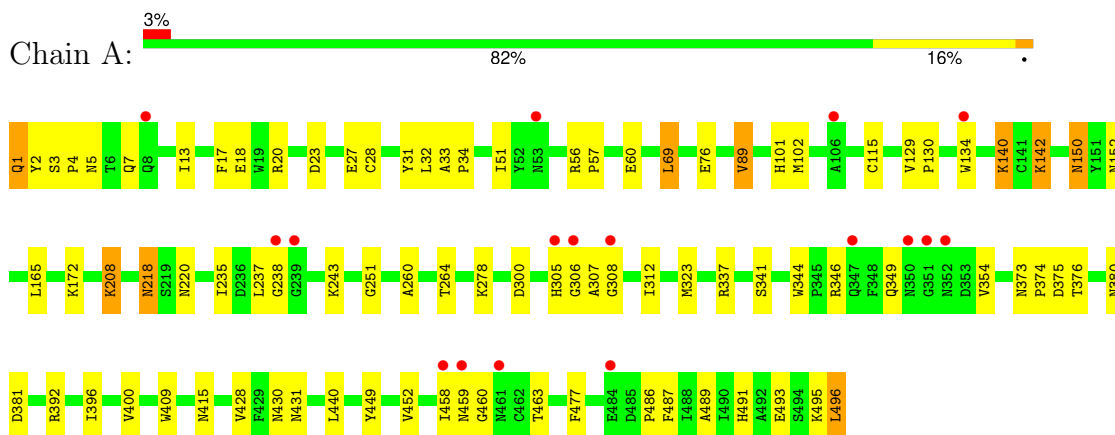 3%
Chain A:
82% 16% •
Q1 Y2 S3 P4 N5 T6 Q7 Q8 I13 F17 E18 W19 R20 D23 E27 C28 Y31 L32 A33 P34 I51 Y52 N53 R56 P57 E60 L69 E76 V89 H101 M102 A106 C115 V129 P130 W134 K140 C141 K142 N150 Y151 N152
L165 K172 K208 N218 S219 N220 I235 D236 L237 G238 G239 K243 G251 A260 T264 K278 D300 H305 G306 A307 G308 I312 M323 R337 S341 W344 P345 R346 Q347 F348 Q349 N350 G351 N352 D353 V354 N373 P374 D375 T376
D381 R392 I396 V400 W409 N415 V428 F429 N430 N431 L440 Y449 V452 I458 N459 G460 N461 C462 T463 F477 E484 D485 P486 F487 I488 A489 I490 H491 A492 E493 S494 K495 L496